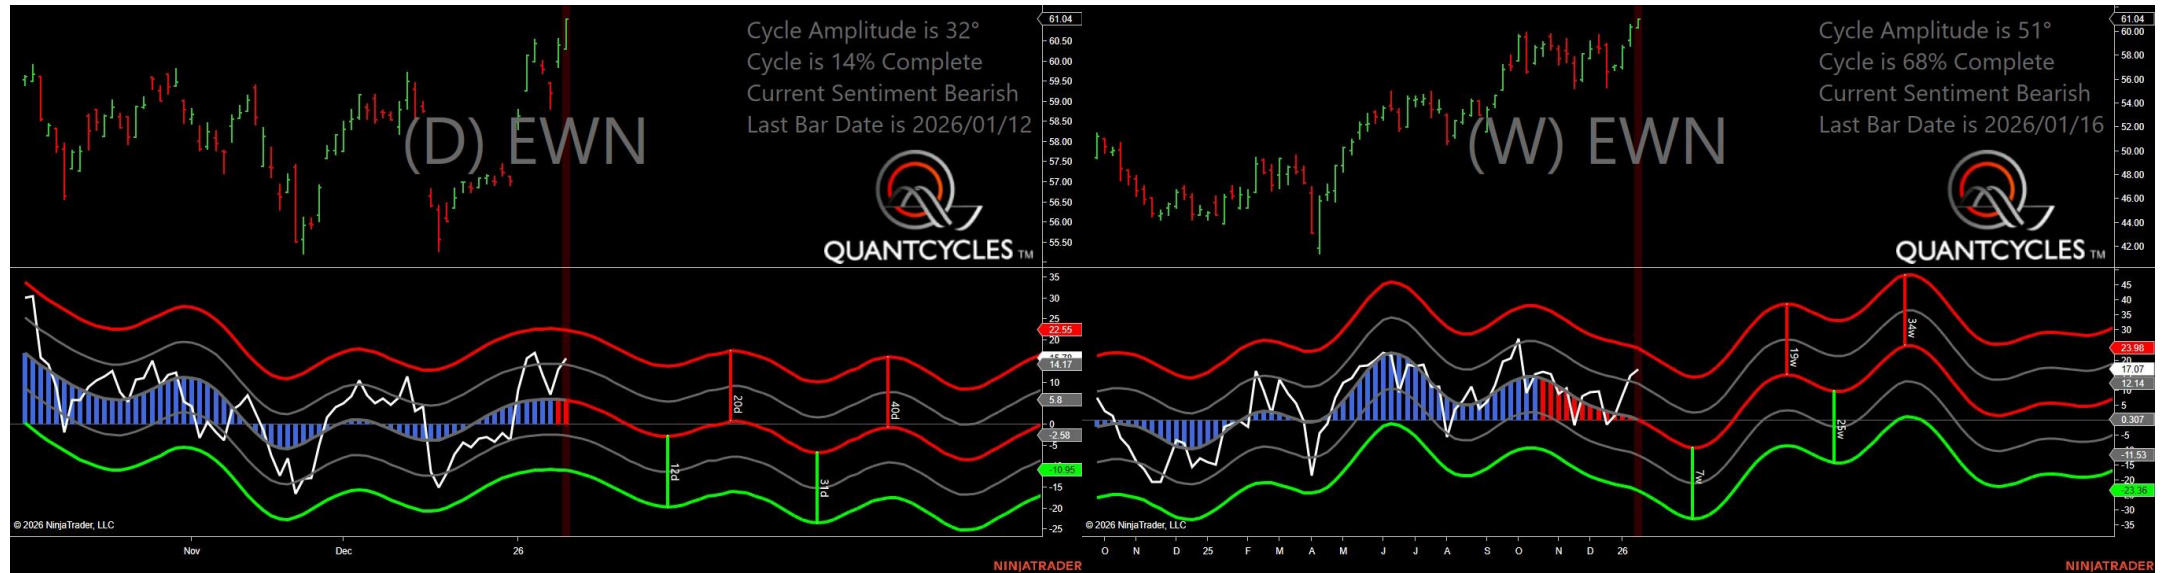 Cycle Amplitude is 32°
Cycle is 14% Complete
Current Sentiment Bearish
Last Bar Date is 2026/01/12
(D) EWN
QUANTCYCLES TM
61.04
60.50
60.00
59.50
59.00
58.50
58.00
57.50
57.00
56.50
56.00
55.50
35
30
25
22.55
20
14.17
10
5.8
0
-2.58
-5
-10.95
-15
-20
-25
12d
20d
31d
40d
© 2026 NinjaTrader, LLC
Nov
Dec
26
NINJATRADER
Cycle Amplitude is 51°
Cycle is 68% Complete
Current Sentiment Bearish
Last Bar Date is 2026/01/16
(W) EWN
QUANTCYCLES TM
61.04
60.00
58.00
56.00
54.00
52.00
50.00
48.00
46.00
44.00
42.00
45
40
35
30
23.98
20
17.07
12.14
10
5
0.307
-5
-11.53
-15
-20
-23.36
-30
-35
7w
19w
25w
34w
© 2026 NinjaTrader, LLC
O N D 25 F M A M J J A S O N D 26
NINJATRADER